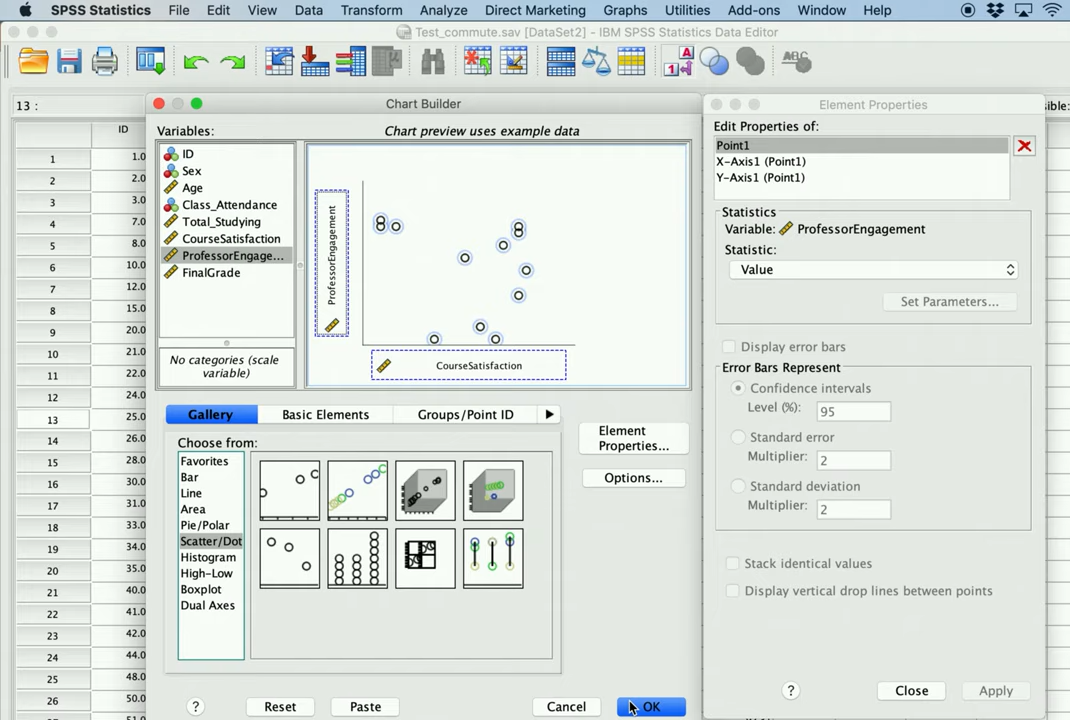 SPSS Statistics File Edit View Data Transform Analyze Direct Marketing Graphs Utilities Add-ons Window Help
Test_commute.sav [DataSet2] - IBM SPSS Statistics Data Editor
13 :
ID
1 1.0
2 2.0
3 3.0
4 7.0
5 8.0
6 10.0
7 12.0
8 15.0
9 20.0
10 21.0
11 22.0
12 24.0
13 25.0
14 26.0
15 28.0
16 30.0
17 31.0
18 33.0
19 34.0
20 35.0
21 40.0
22 41.0
23 42.0
24 44.0
25 48.0
26 50.0
Chart Builder
Variables:
Chart preview uses example data
ID
Sex
Age
Class_Attendance
Total_Studying
CourseSatisfaction
ProfessorEngage...
FinalGrade
No categories (scale
variable)
ProfessorEngagement
CourseSatisfaction
Gallery Basic Elements Groups/Point ID
Choose from:
Favorites
Bar
Line
Area
Pie/Polar
Scatter/Dot
Histogram
High-Low
Boxplot
Dual Axes
Element
Properties...
Options...
? Reset Paste Cancel OK
Element Properties
Edit Properties of:
Point1
X-Axis1 (Point1)
Y-Axis1 (Point1)
Statistics
Variable: ProfessorEngagement
Statistic:
Value
Set Parameters...
Display error bars
Error Bars Represent
Confidence intervals
Level (%): 95
Standard error
Multiplier: 2
Standard deviation
Multiplier: 2
Stack identical values
Display vertical drop lines between points
? Close Apply